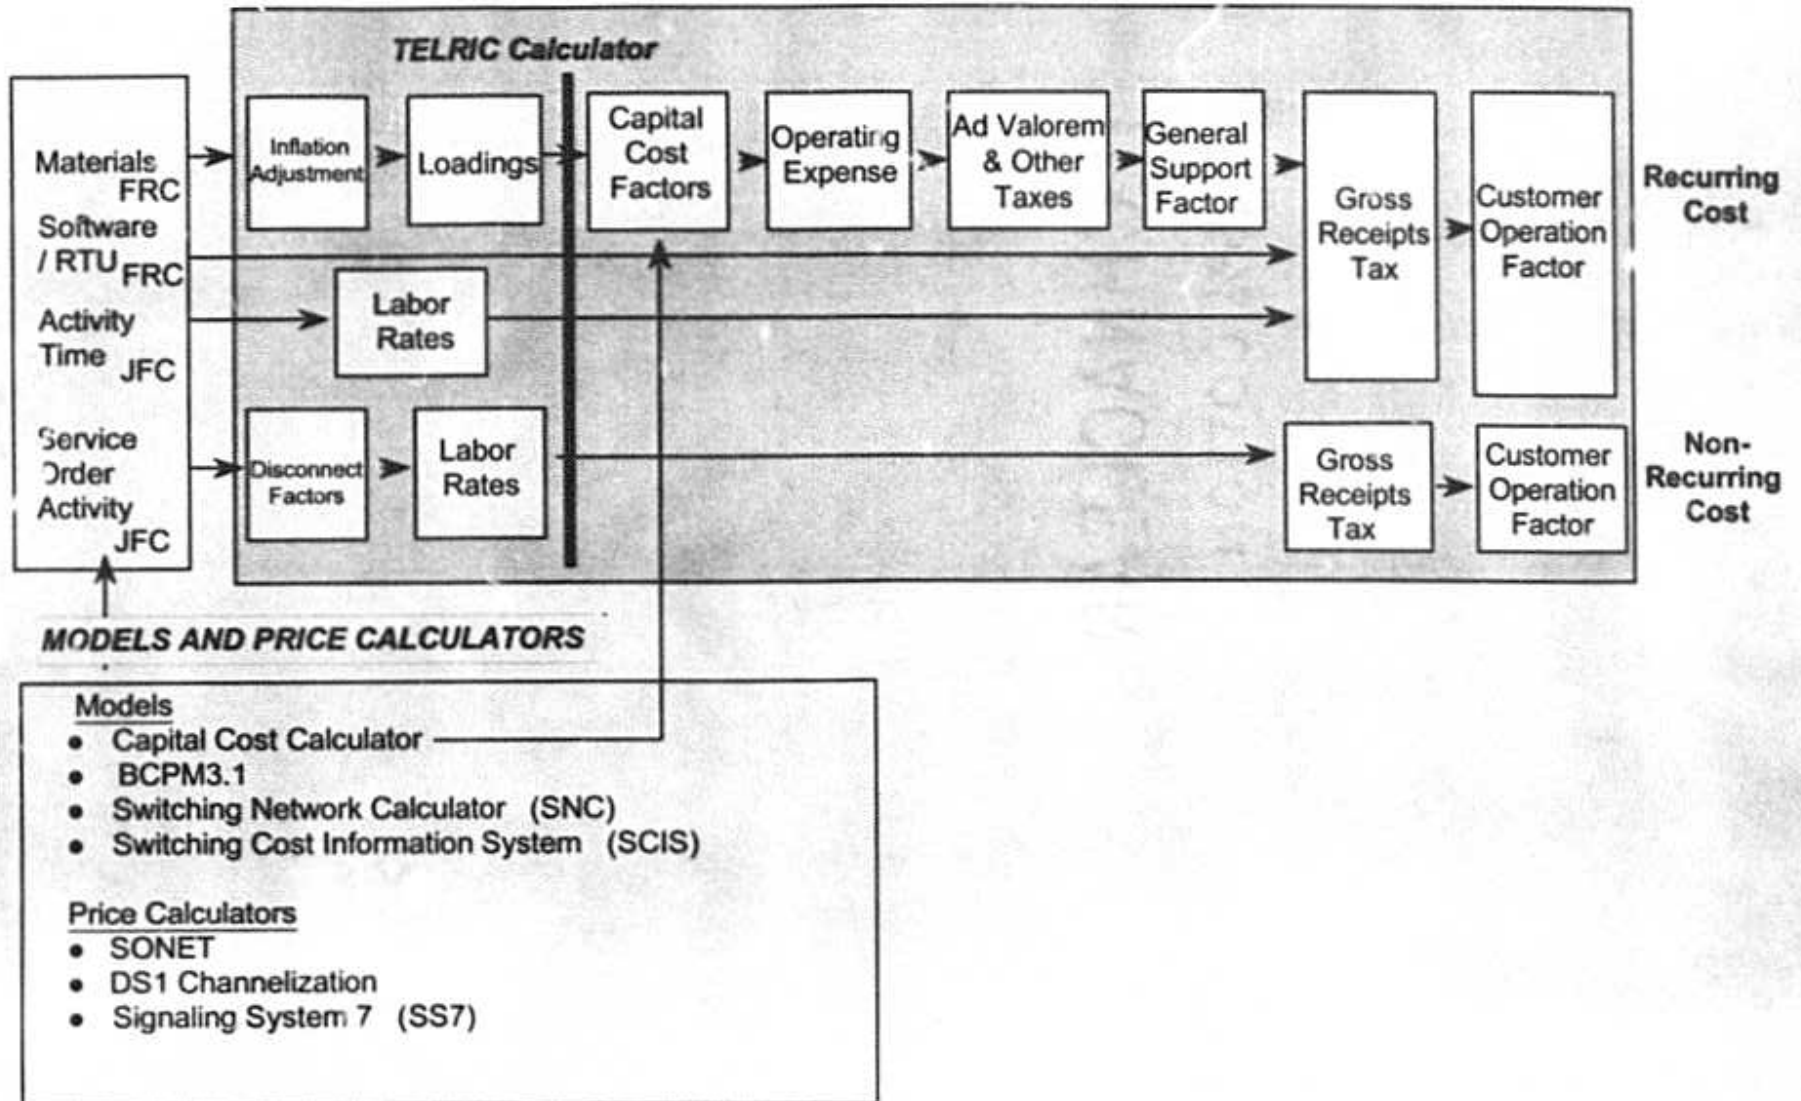 TELRIC Calculator
Materials
FRC
Software
/ RTU FRC
Activity
Time
JFC
Service
Order
Activity
JFC
Inflation
Adjustment
Loadings
Capital
Cost
Factors
Operating
Expense
Ad Valorem
& Other
Taxes
General
Support
Factor
Gross
Receipts
Tax
Customer
Operation
Factor
Recurring
Cost
Labor
Rates
Disconnect
Factors
Labor
Rates
Gross
Receipts
Tax
Customer
Operation
Factor
Non-
Recurring
Cost
MODELS AND PRICE CALCULATORS
Models
• Capital Cost Calculator
• BCPM3.1
• Switching Network Calculator (SNC)
• Switching Cost Information System (SCIS)
Price Calculators
• SONET
• DS1 Channelization
• Signaling System 7 (SS7)